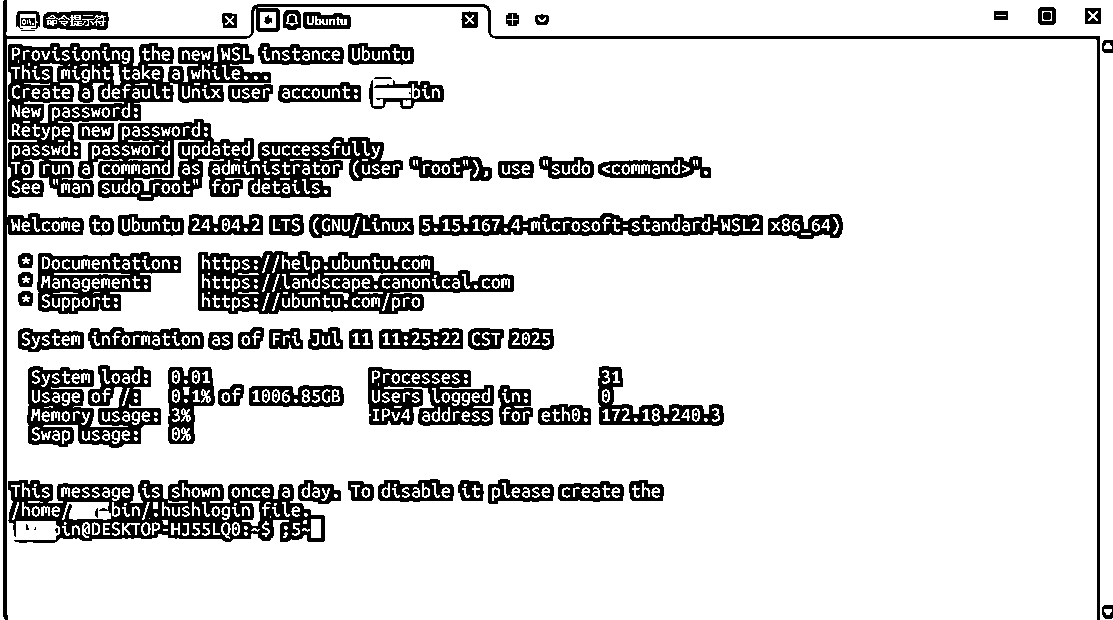 命令提示符
Ubuntu
Provisioning the new WSL instance Ubuntu
This might take a while...
Create a default Unix user account: bin
New password:
Retype new password:
passwd: password updated successfully
To run a command as administrator (user "root"), use "sudo <command>".
See "man sudo_root" for details.
Welcome to Ubuntu 24.04.2 LTS (GNU/Linux 5.15.167.4-microsoft-standard-WSL2 x86_64)
* Documentation: https://help.ubuntu.com
* Management: https://landscape.canonical.com
* Support: https://ubuntu.com/pro
System information as of Fri Jul 11 11:25:22 CST 2025
System load: 0.01 Processes: 31
Usage of /: 0.1% of 1006.85GB Users logged in: 0
Memory usage: 3% IPv4 address for eth0: 172.18.240.3
Swap usage: 0%
This message is shown once a day. To disable it please create the
/home/ bin/.hushlogin file.
bin@DESKTOP-HJ55LQ0:~$ ;5~